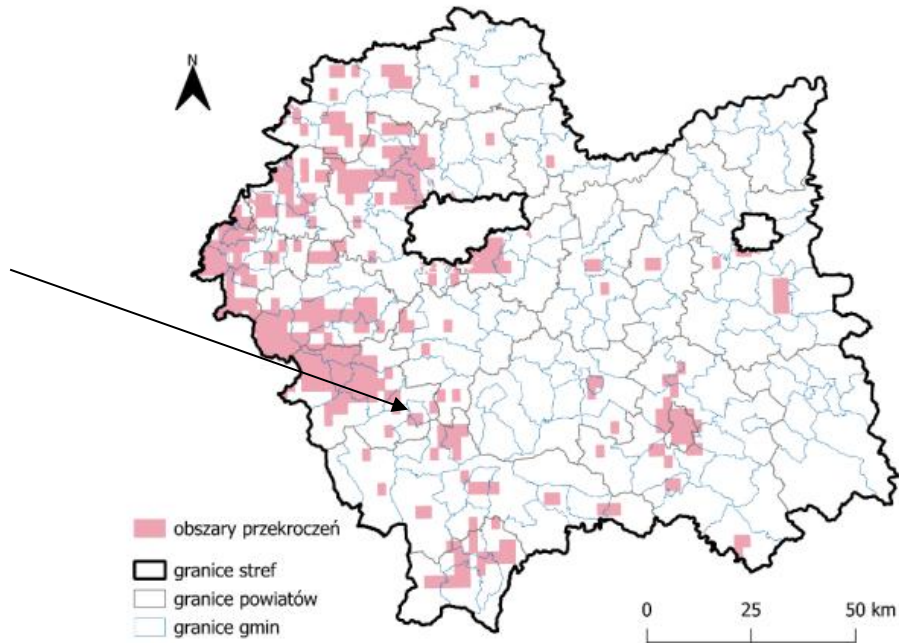 N
obszary przekroczeń
granice stref
granice powiatów
granice gmin
0 25 50 km